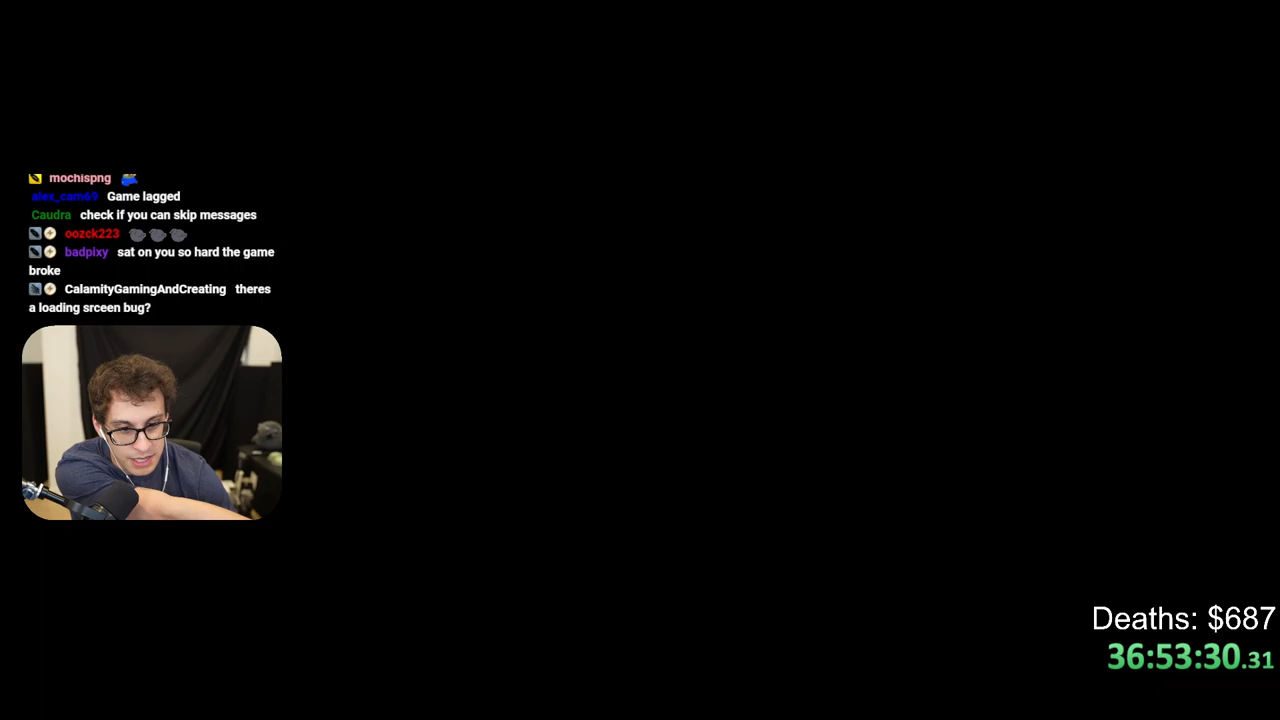 mochispng
alex_cam69 Game lagged
Caudra check if you can skip messages
oozck223
badpixy sat on you so hard the game
broke
CalamityGamingAndCreating theres
a loading srceen bug?
Deaths: $687
36:53:30.31